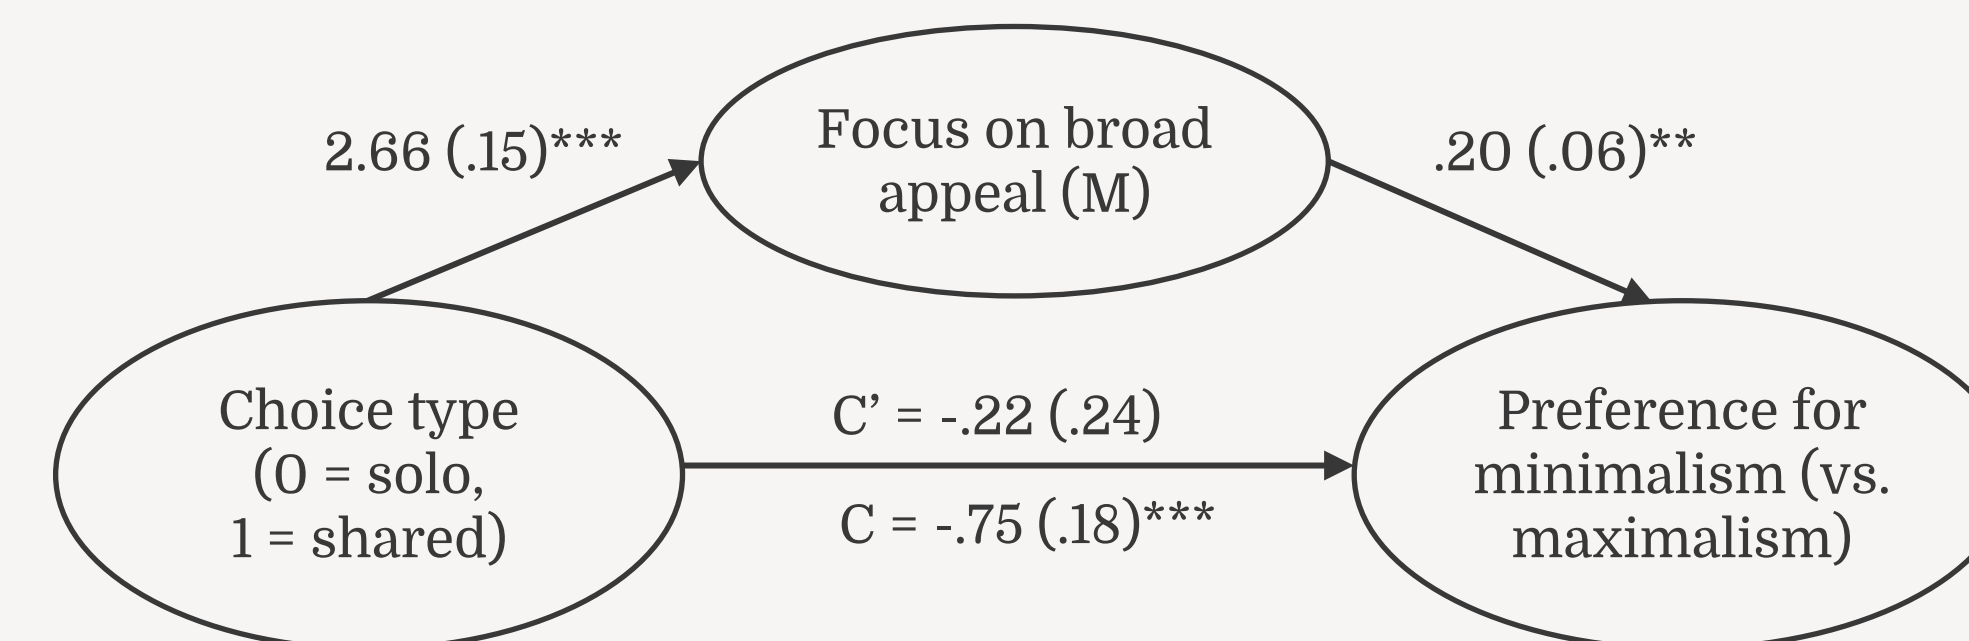 Focus on broad
appeal (M)
2.66 (.15)***
.20 (.06)**
Choice type
(0 = solo,
1 = shared)
C’ = -.22 (.24)
C = -.75 (.18)***
Preference for
minimalism (vs.
maximalism)